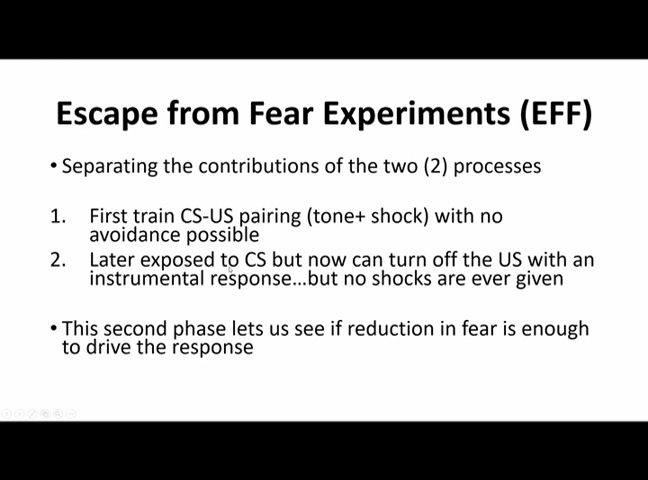 Escape from Fear Experiments (EFF)
• Separating the contributions of the two (2) processes
1. First train CS-US pairing (tone+ shock) with no
avoidance possible
2. Later exposed to CS but now can turn off the US with an
instrumental response...but no shocks are ever given
• This second phase lets us see if reduction in fear is enough
to drive the response